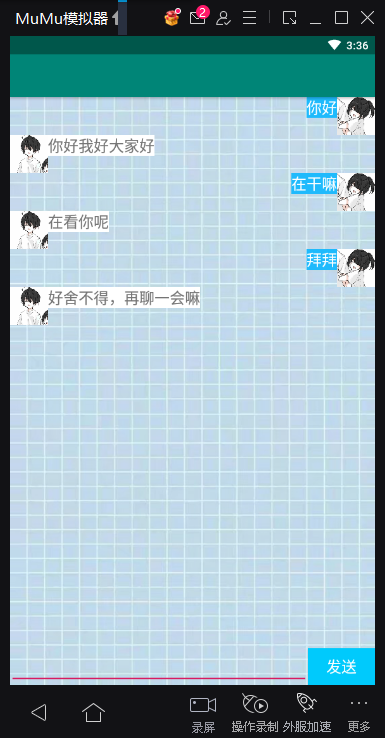 MuMu模拟器
2
3:36
你好
你好我好大家好
在干嘛
在看你呢
拜拜
好舍不得，再聊一会嘛
发送
录屏
操作录制
外服加速
更多